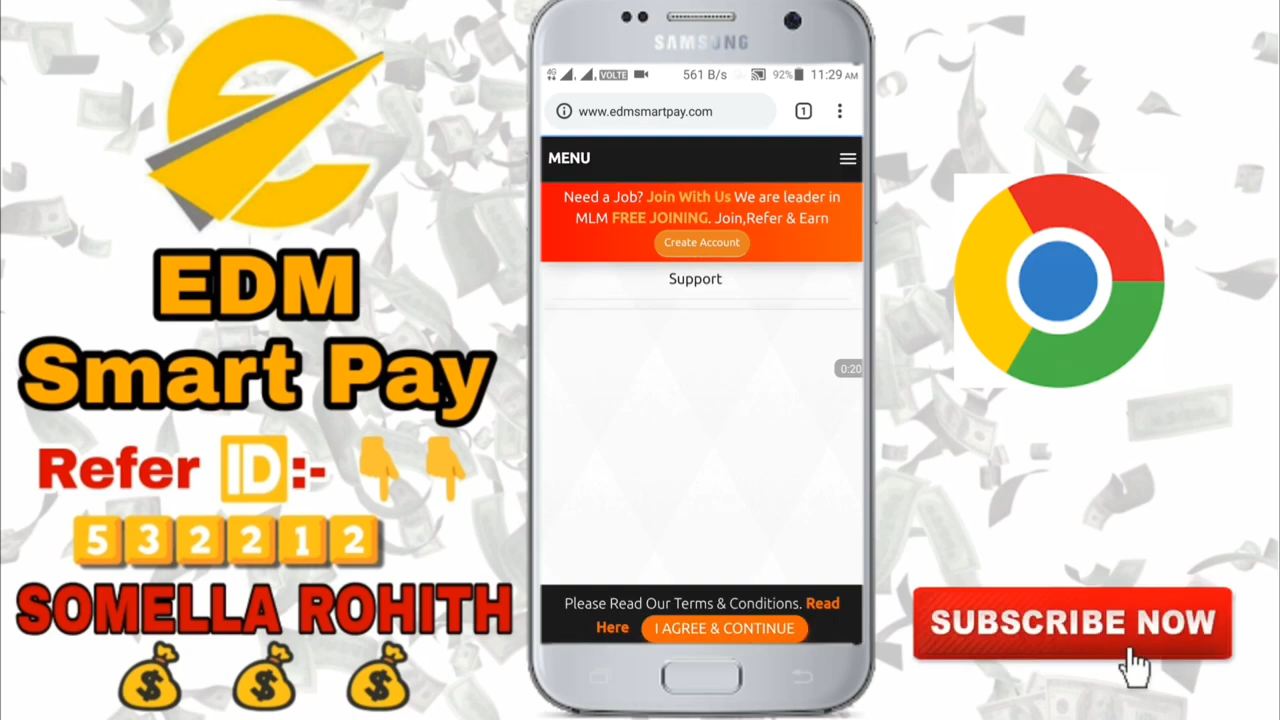 EDM
Smart Pay
Refer 🆔:- 👇👇
532212
SOMELLA ROHITH
SAMSUNG
4G VOLTE 561 B/s 92% 11:29 AM
www.edmsmartpay.com 1
MENU
Need a Job? Join With Us We are leader in
MLM FREE JOINING. Join,Refer & Earn
Create Account
Support
0:20
Please Read Our Terms & Conditions. Read
Here I AGREE & CONTINUE
SUBSCRIBE NOW